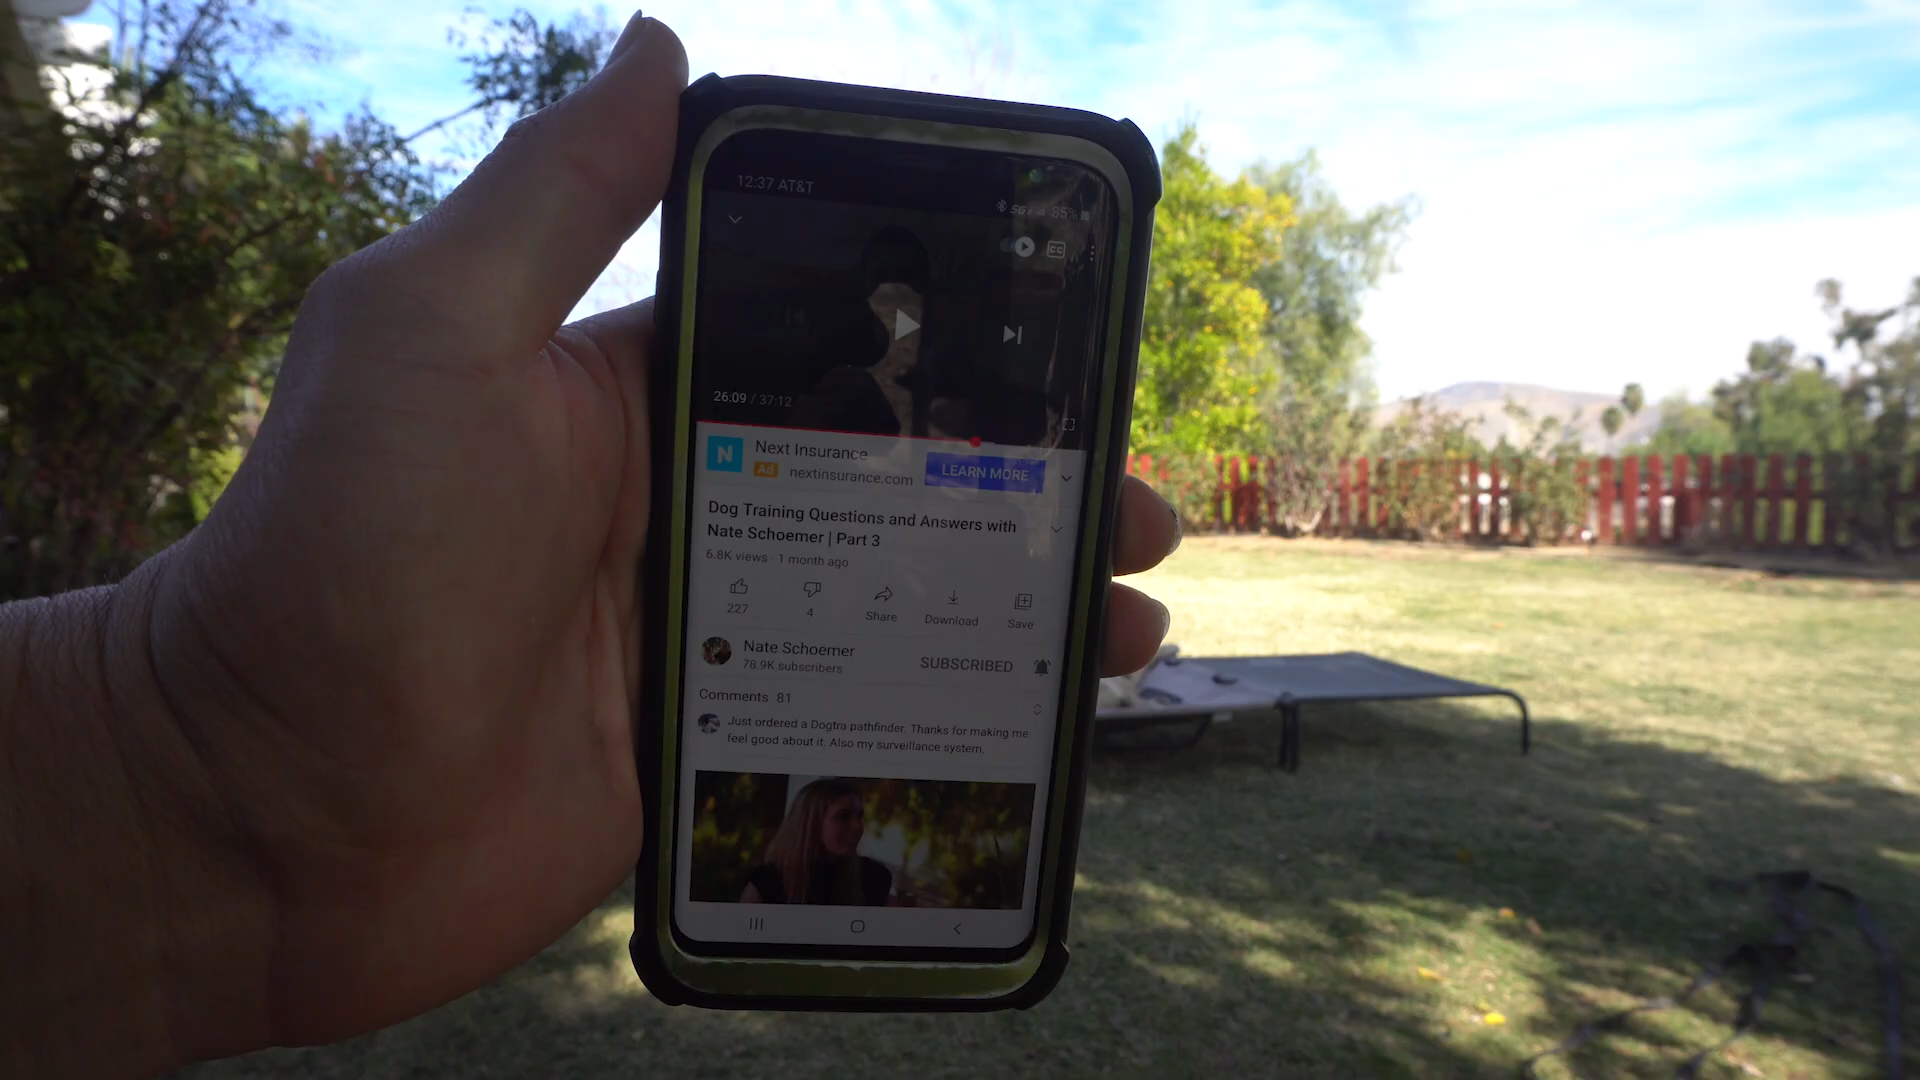 12:37 AT&T
5G E 85%
CC
26:09 / 37:12
N
Next Insurance
Ad nextinsurance.com
LEARN MORE
Dog Training Questions and Answers with
Nate Schoemer | Part 3
6.8K views · 1 month ago
227
4
Share
Download
Save
Nate Schoemer
78.9K subscribers
SUBSCRIBED
Comments 81
Just ordered a Dogtra pathfinder. Thanks for making me
feel good about it. Also my surveillance system.